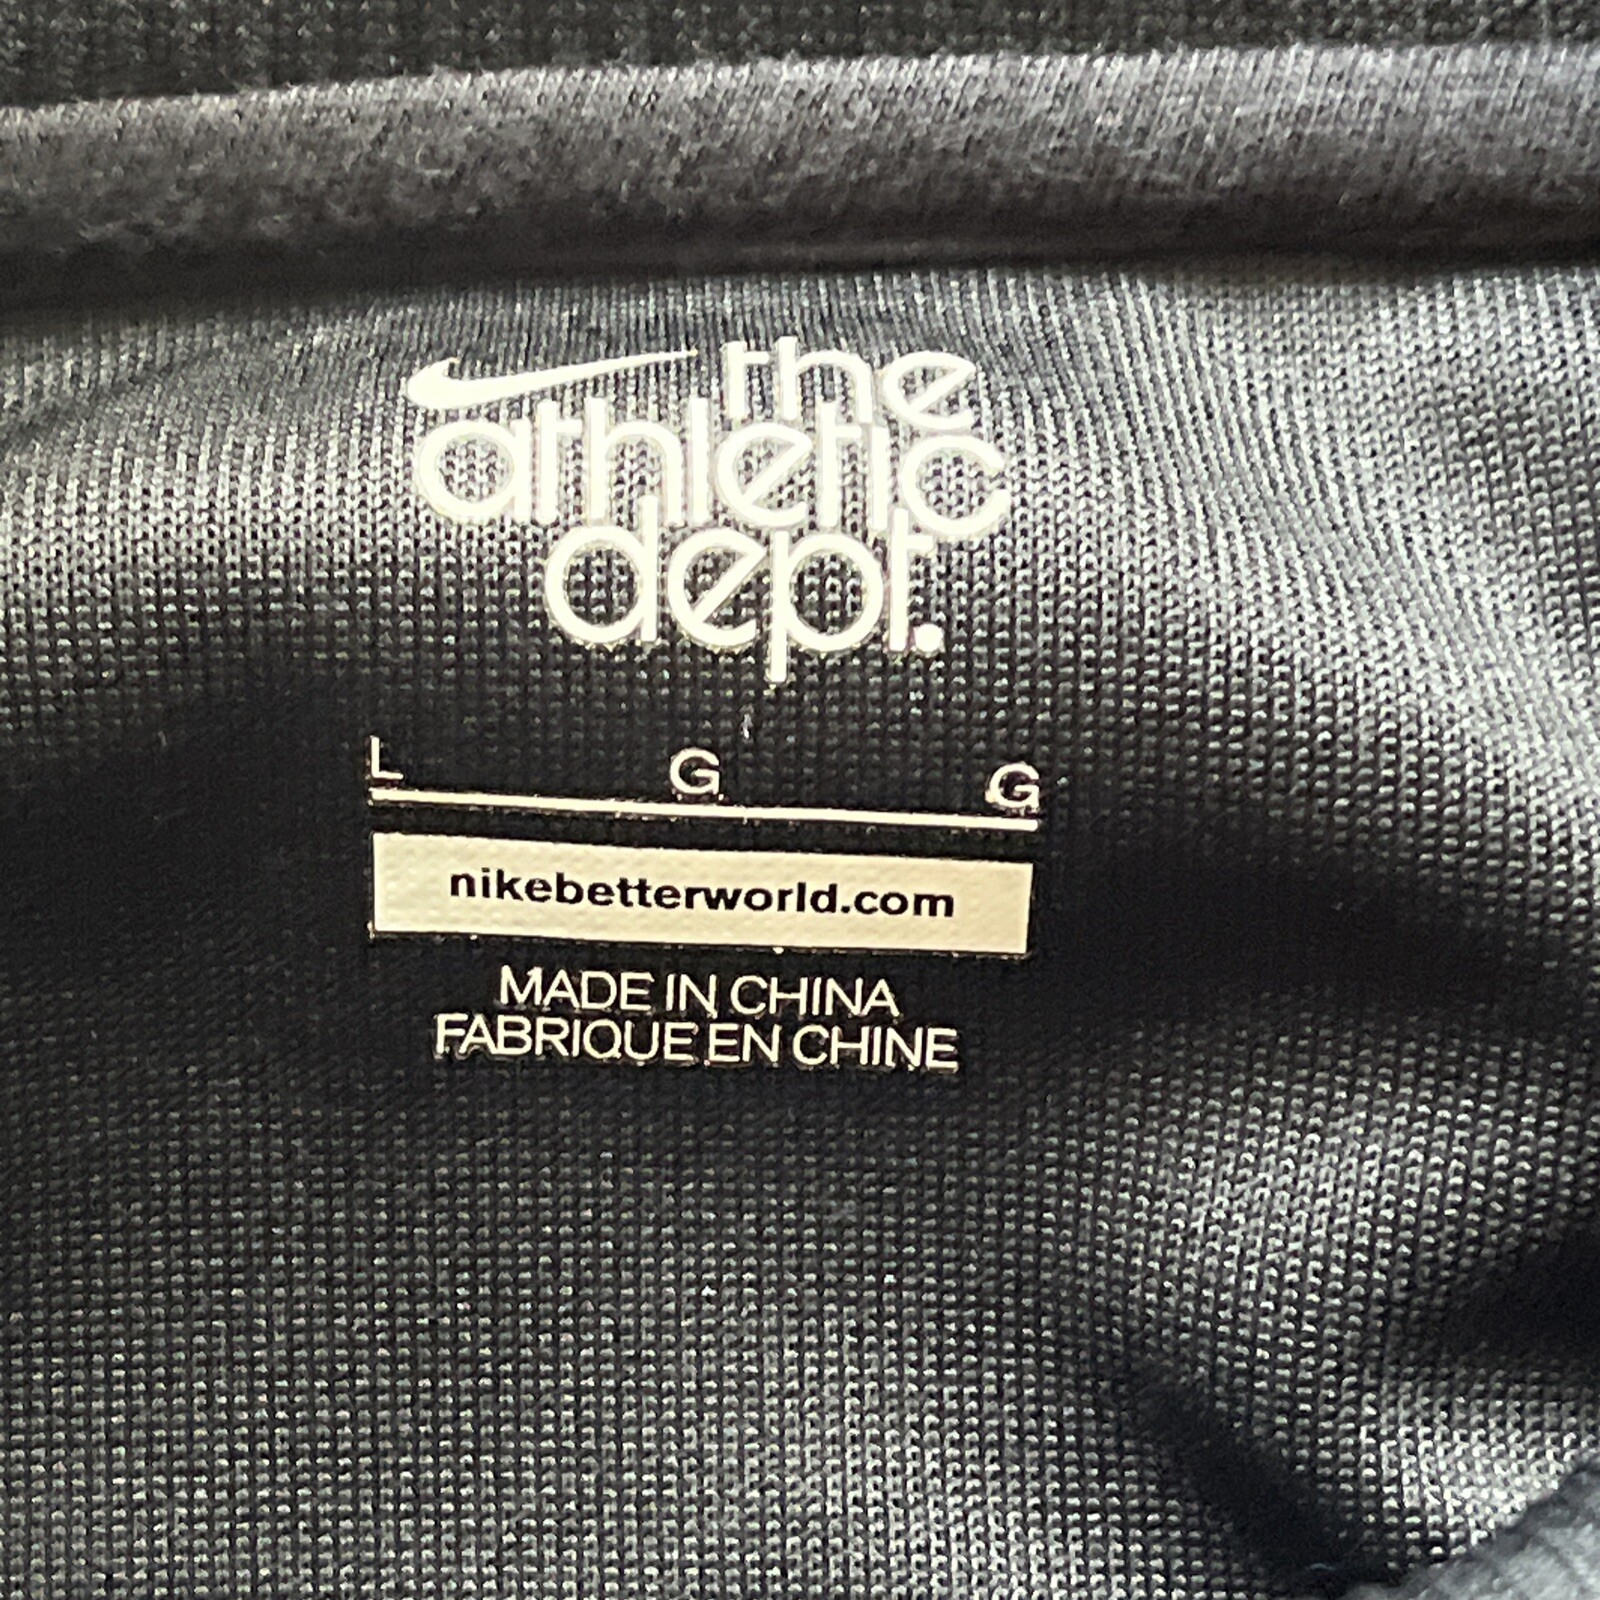 the
athletic
dept.
L G G
nikebetterworld.com
MADE IN CHINA
FABRIQUE EN CHINE